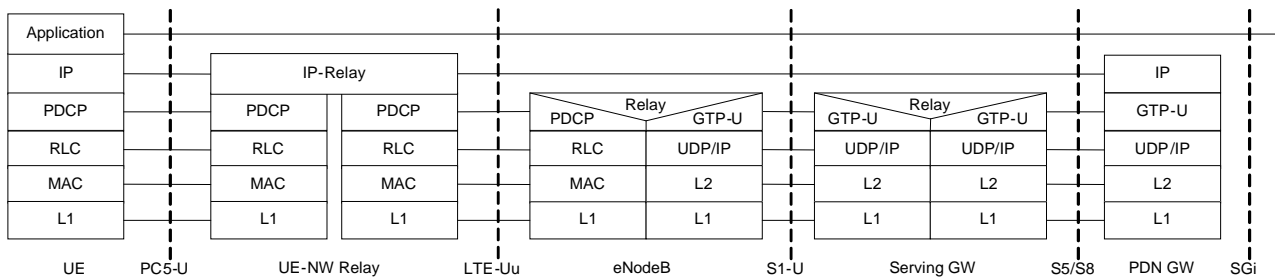 Application
IP IP-Relay IP
PDCP PDCP PDCP Relay Relay GTP-U
PDCP GTP-U GTP-U GTP-U
RLC RLC RLC RLC UDP/IP UDP/IP UDP/IP UDP/IP
MAC MAC MAC MAC L2 L2 L2 L2
L1 L1 L1 L1 L1 L1 L1 L1
UE PC5-U UE-NW Relay LTE-Uu eNodeB S1-U Serving GW S5/S8 PDN GW SGi